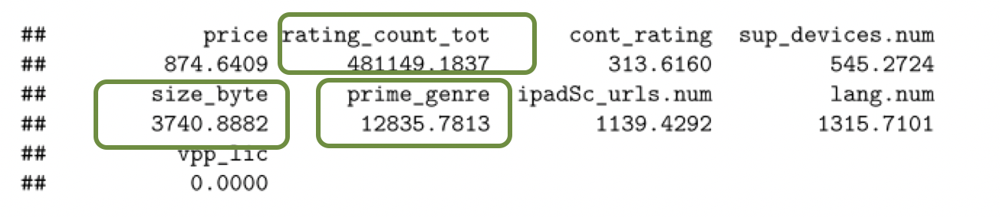 ## price rating_count_tot cont_rating sup_devices.num
## 874.6409 481149.1837 313.6160 545.2724
## size_byte prime_genre ipadSc_urls.num lang.num
## 3740.8882 12835.7813 1139.4292 1315.7101
## vpp_lic
## 0.0000